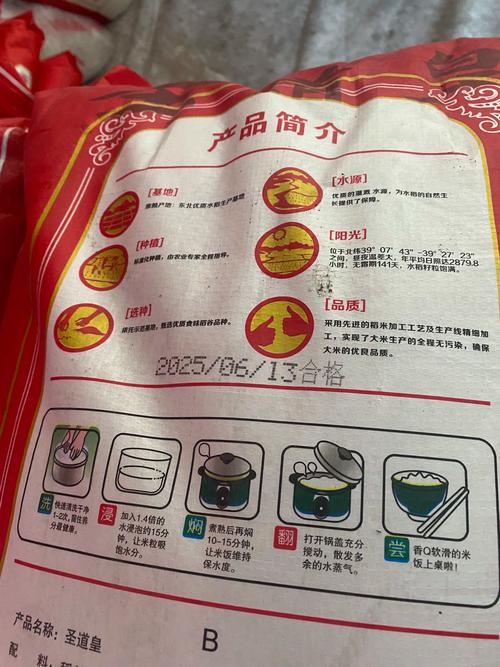 产品简介
[基地]
原粮产地：东北优质水稻生产基地
[水源]
优质的灌溉水源，为水稻的自然生
长提供了保障。
[种植]
标准化种植，由农业专家全程指导。
[阳光]
位于北纬39° 07′ 43″ -39° 27′ 23″
之间，昼夜温差大，年平均日照达2879.8
小时，无霜期141天，水稻籽粒饱满。
[选种]
依托示范基地，甄选优质食味稻谷品种。
[品质]
采用先进的稻米加工工艺及生产线精细加
工，实现了大米生产的全程无污染，确保
大米的优良品质。
2025/06/13合格
洗
快速清洗干净
1-2次，留住养
分最健康。
浸
加入1.4倍的
水浸泡约15分
钟，让米粒吸
饱水分。
焖
煮熟后再焖
10-15分钟，
让米饭维持
保水度。
翻
打开锅盖充分
搅动，散发多
余的水蒸气。
尝
香Q软滑的米
饭上桌啦！
产品名称：圣道皇
B
配 料：